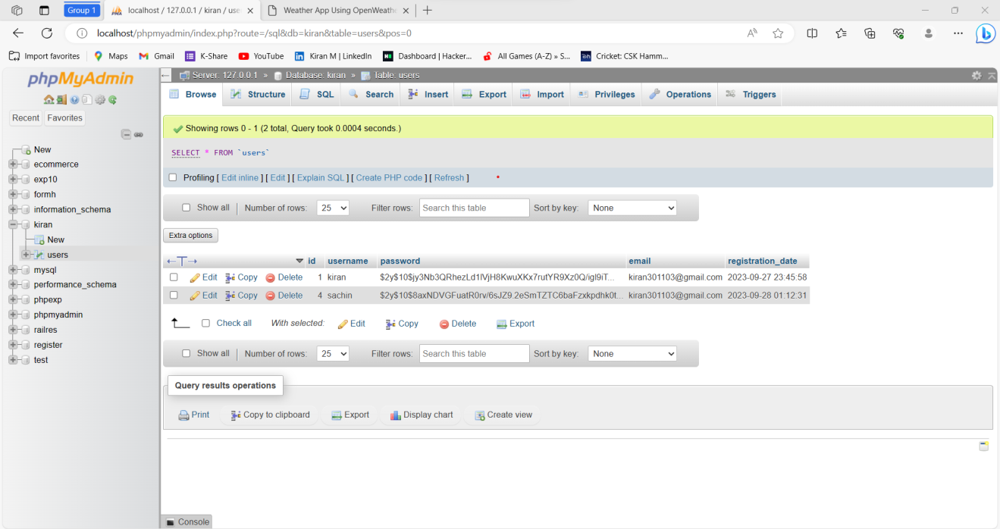 Group 1
localhost / 127.0.0.1 / kiran / use
Weather App Using OpenWeath
localhost/phpmyadmin/index.php?route=/sql&db=kiran&table=users&pos=0
Import favorites Maps Gmail K-Share YouTube Kiran M | LinkedIn Dashboard | Hacker... All Games (A-Z) » S... Cricket: CSK Hamm...
phpMyAdmin
Recent Favorites
New
ecommerce
exp10
formh
information_schema
kiran
New
users
mysql
performance_schema
phpexp
phpmyadmin
railres
register
test
Server: 127.0.0.1 » Database: kiran » Table: users
Browse Structure SQL Search Insert Export Import Privileges Operations Triggers
Showing rows 0 - 1 (2 total, Query took 0.0004 seconds.)
SELECT * FROM `users`
Profiling [ Edit inline ] [ Edit ] [ Explain SQL ] [ Create PHP code ] [ Refresh ]
Show all Number of rows: 25 Filter rows: Search this table Sort by key: None
Extra options
←T→ id username password email registration_date
Edit Copy Delete 1 kiran $2y$10$jy3Nb3QRhezLd1lVjH8KwuXKx7rutYR9Xz0Q/igl9iT... kiran301103@gmail.com 2023-09-27 23:45:58
Edit Copy Delete 4 sachin $2y$10$8axNDVGFuatR0rv/6sJZ9.2eSmTZTC6baFzxkpdhk0t... kiran301103@gmail.com 2023-09-28 01:12:31
Check all With selected: Edit Copy Delete Export
Show all Number of rows: 25 Filter rows: Search this table Sort by key: None
Query results operations
Print Copy to clipboard Export Display chart Create view
Console